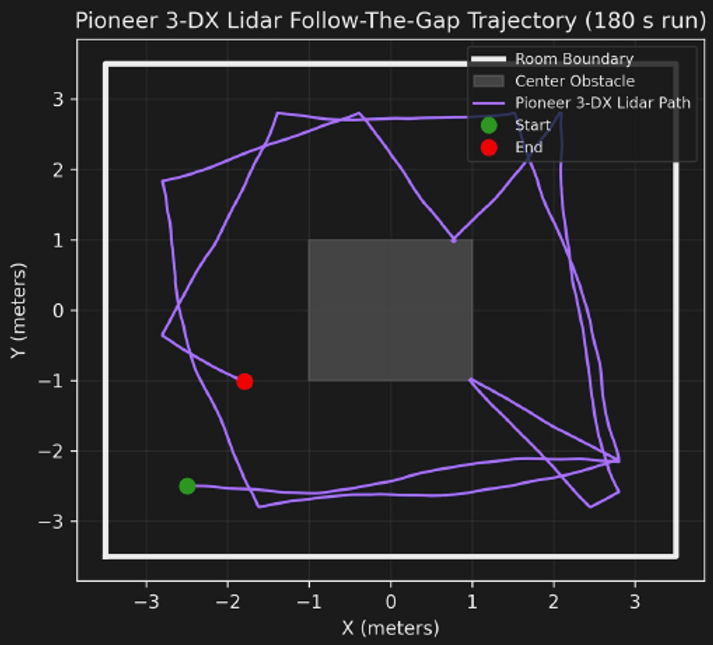 Pioneer 3-DX Lidar Follow-The-Gap Trajectory (180 s run)
Room Boundary
Center Obstacle
Pioneer 3-DX Lidar Path
Start
End
Y (meters)
3
2
1
0
−1
−2
−3
−3
−2
−1
0
1
2
3
X (meters)